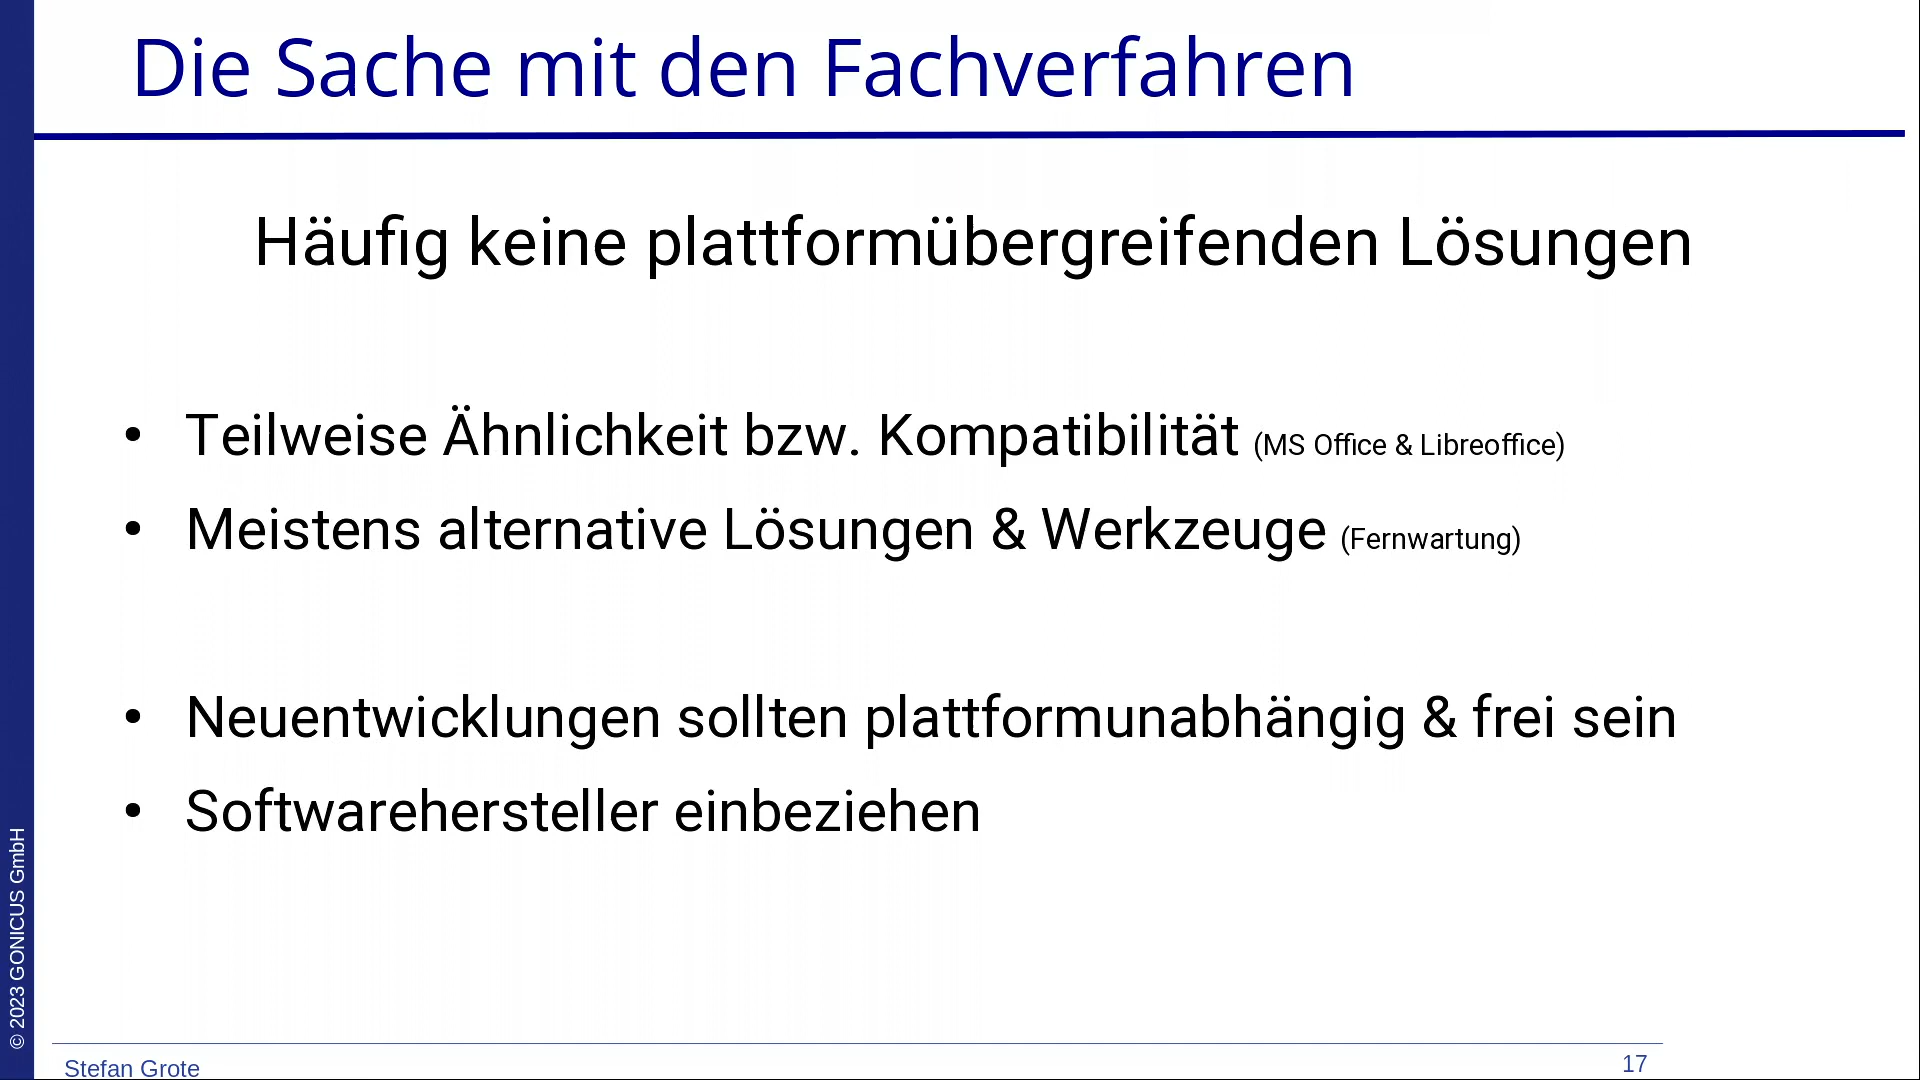 Die Sache mit den Fachverfahren
Häufig keine plattformübergreifenden Lösungen
• Teilweise Ähnlichkeit bzw. Kompatibilität (MS Office & Libreoffice)
• Meistens alternative Lösungen & Werkzeuge (Fernwartung)
• Neuentwicklungen sollten plattformunabhängig & frei sein
• Softwarehersteller einbeziehen
© 2023 GONICUS GmbH
Stefan Grote
17